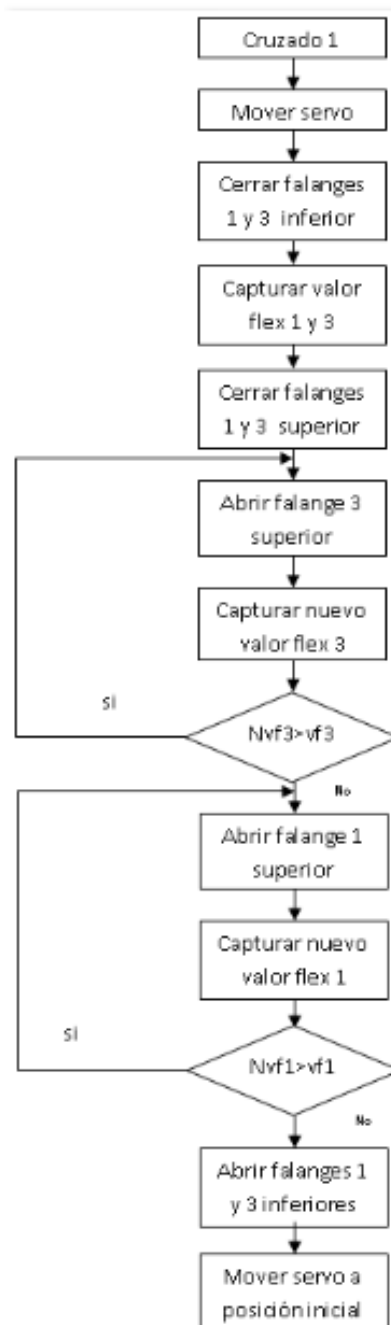 Cruzado 1
Mover servo
Cerrar falanges
1 y 3 inferior
Capturar valor
flex 1 y 3
Cerrar falanges
1 y 3 superior
Abrir falange 3
superior
Capturar nuevo
valor flex 3
si
Nvf3>vf3
No
Abrir falange 1
superior
Capturar nuevo
valor flex 1
si
Nvf1>vf1
No
Abrir falanges 1
y 3 inferiores
Mover servo a
posición inicial